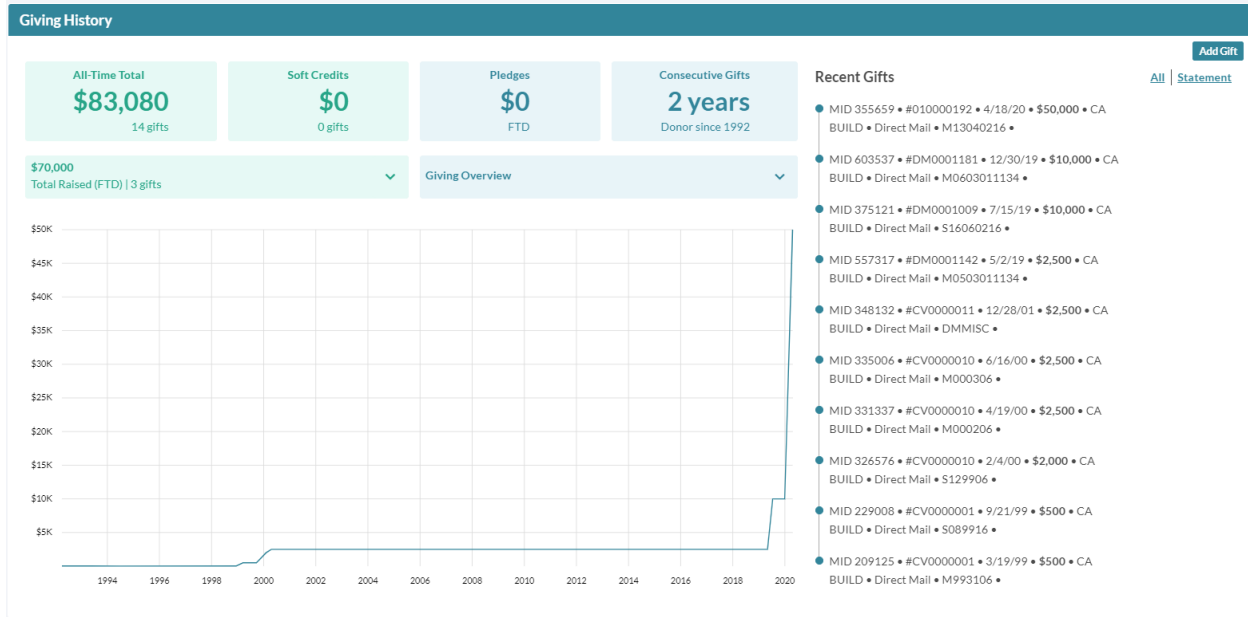 Giving History
Add Gift
All-Time Total
$83,080
14 gifts
Soft Credits
$0
0 gifts
Pledges
$0
FTD
Consecutive Gifts
2 years
Donor since 1992
$70,000
Total Raised (FTD) | 3 gifts
Giving Overview
$50K
$45K
$40K
$35K
$30K
$25K
$20K
$15K
$10K
$5K
1994 1996 1998 2000 2002 2004 2006 2008 2010 2012 2014 2016 2018 2020
Recent Gifts
All | Statement
MID 355659 • #010000192 • 4/18/20 • $50,000 • CA
BUILD • Direct Mail • M13040216 •
MID 603537 • #DM0001181 • 12/30/19 • $10,000 • CA
BUILD • Direct Mail • M0603011134 •
MID 375121 • #DM0001009 • 7/15/19 • $10,000 • CA
BUILD • Direct Mail • S16060216 •
MID 557317 • #DM0001142 • 5/2/19 • $2,500 • CA
BUILD • Direct Mail • M0503011134 •
MID 348132 • #CV0000011 • 12/28/01 • $2,500 • CA
BUILD • Direct Mail • DMMISC •
MID 335006 • #CV0000010 • 6/16/00 • $2,500 • CA
BUILD • Direct Mail • M000306 •
MID 331337 • #CV0000010 • 4/19/00 • $2,500 • CA
BUILD • Direct Mail • M000206 •
MID 326576 • #CV0000010 • 2/4/00 • $2,000 • CA
BUILD • Direct Mail • S129906 •
MID 229008 • #CV0000001 • 9/21/99 • $500 • CA
BUILD • Direct Mail • S089916 •
MID 209125 • #CV0000001 • 3/19/99 • $500 • CA
BUILD • Direct Mail • M993106 •